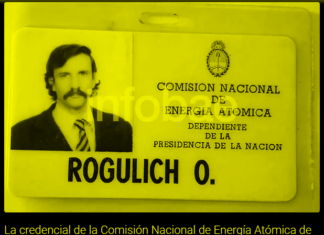 COMISION NACIONAL
DE
ENERGIA ATOMICA
DEPENDIENTE
DE LA
PRESIDENCIA DE LA NACION
infobae
ROGULICH O.
La credencial de la Comisión Nacional de Energía Atómica de